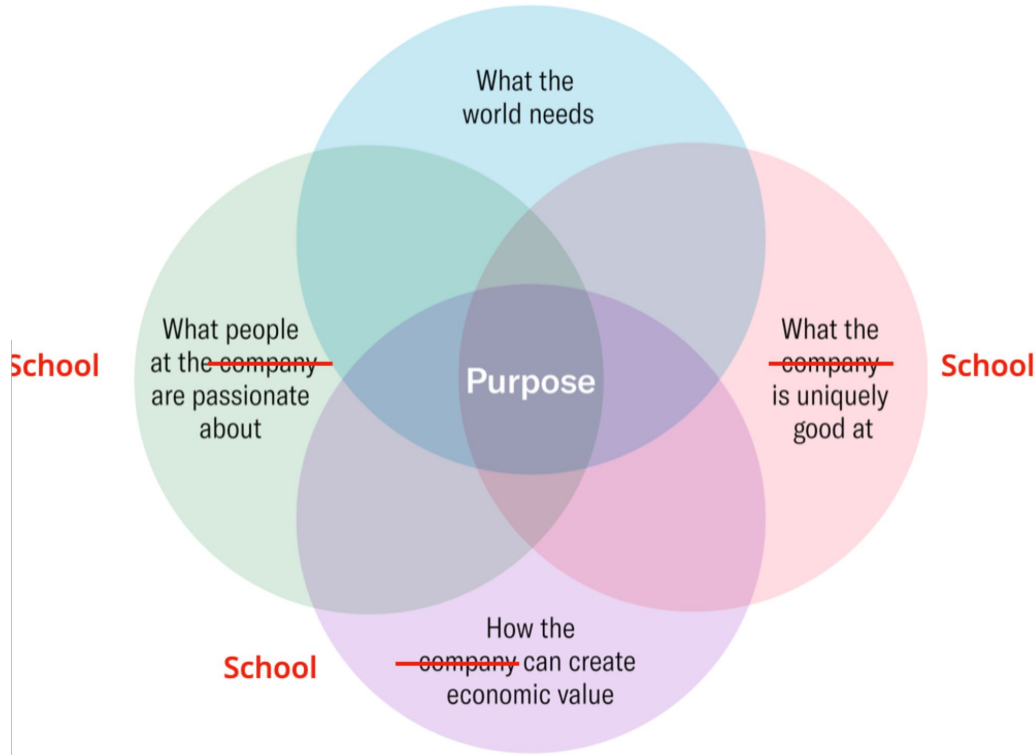 What the
world needs
What people
at the company
are passionate
about
School
Purpose
What the
company
is uniquely
good at
School
How the
company can create
economic value
School